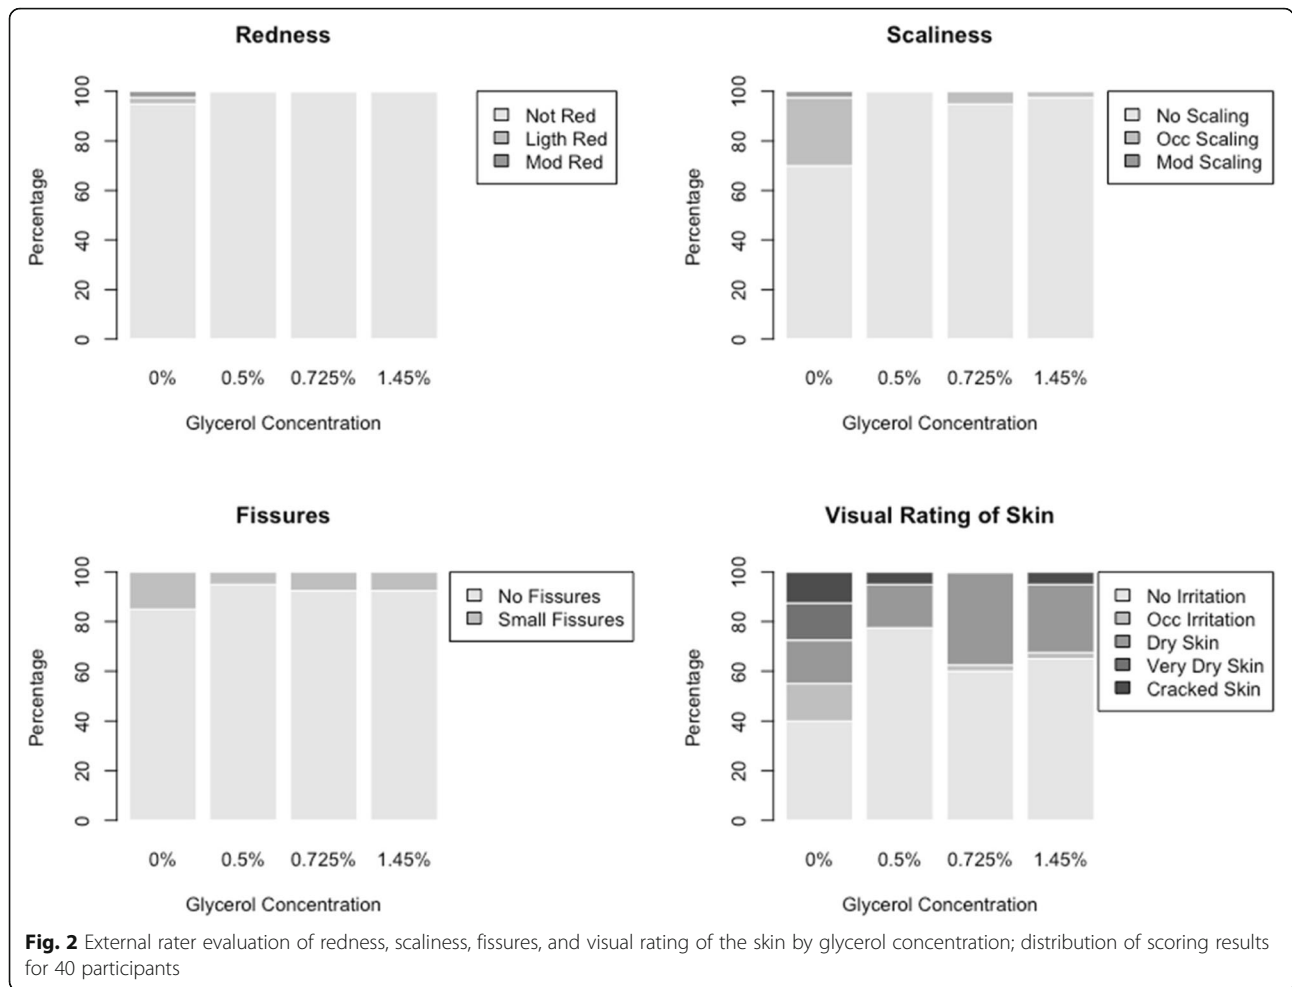 Redness
100
80
60
40
20
0
Percentage
0% 0.5% 0.725% 1.45%
Glycerol Concentration
Not Red
Ligth Red
Mod Red
Scaliness
100
80
60
40
20
0
Percentage
0% 0.5% 0.725% 1.45%
Glycerol Concentration
No Scaling
Occ Scaling
Mod Scaling
Fissures
100
80
60
40
20
0
Percentage
0% 0.5% 0.725% 1.45%
Glycerol Concentration
No Fissures
Small Fissures
Visual Rating of Skin
100
80
60
40
20
0
Percentage
0% 0.5% 0.725% 1.45%
Glycerol Concentration
No Irritation
Occ Irritation
Dry Skin
Very Dry Skin
Cracked Skin
Fig. 2 External rater evaluation of redness, scaliness, fissures, and visual rating of the skin by glycerol concentration; distribution of scoring results
for 40 participants